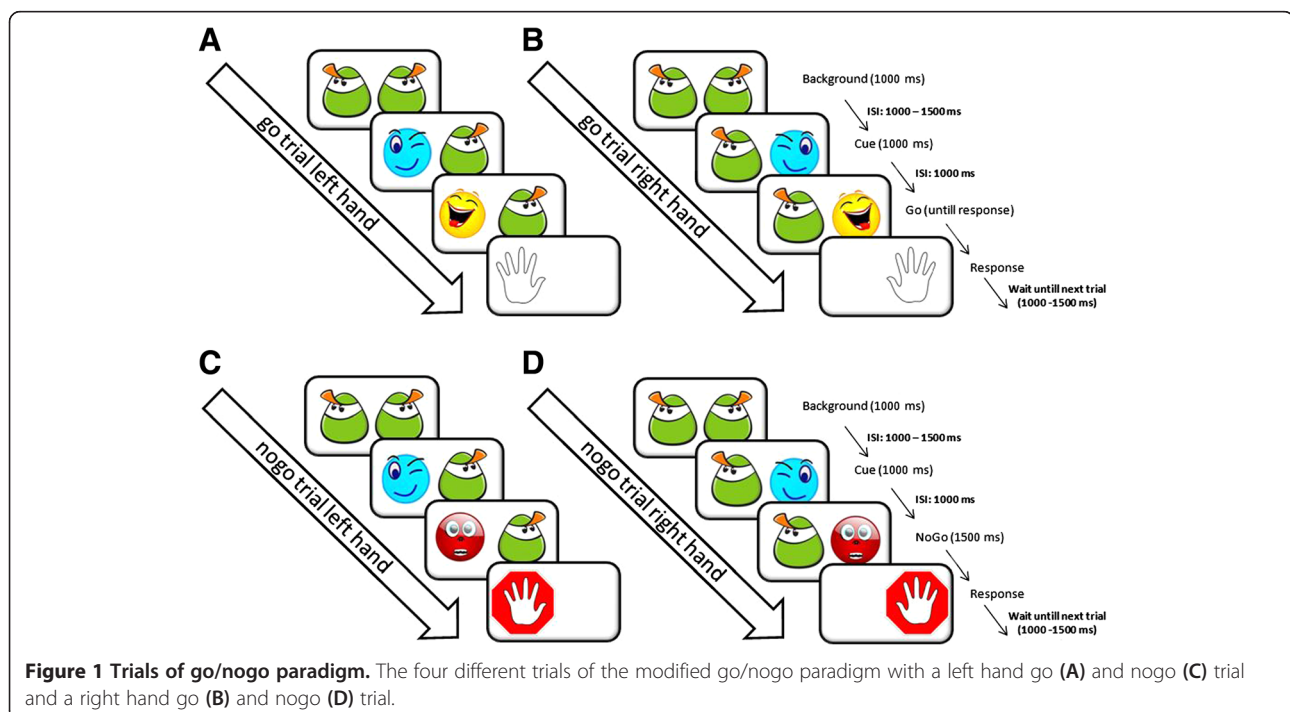 A
go trial left hand
B
go trial right hand
Background (1000 ms)
ISI: 1000 – 1500 ms
Cue (1000 ms)
ISI: 1000 ms
Go (untill response)
Response
Wait untill next trial
(1000 -1500 ms)
C
nogo trial left hand
D
nogo trial right hand
Background (1000 ms)
ISI: 1000 – 1500 ms
Cue (1000 ms)
ISI: 1000 ms
NoGo (1500 ms)
Response
Wait untill next trial
(1000 -1500 ms)
Figure 1 Trials of go/nogo paradigm. The four different trials of the modified go/nogo paradigm with a left hand go (A) and nogo (C) trial
and a right hand go (B) and nogo (D) trial.